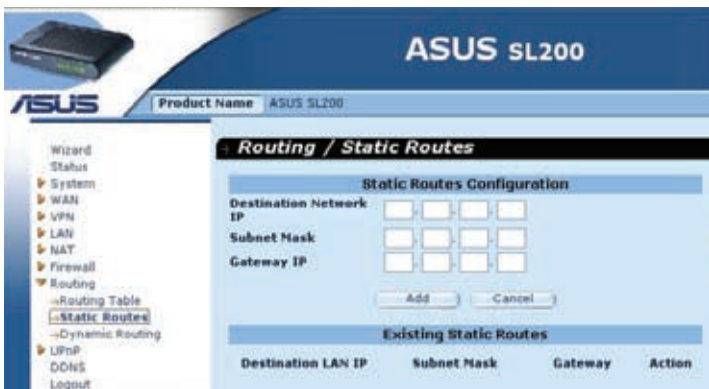 ASUS SL200
ASUS
Product Name ASUS SL200
Wizard
Status
System
WAN
VPN
LAN
NAT
Firewall
Routing
Routing Table
Static Routes
Dynamic Routing
UPnP
DDNS
Logout
Routing / Static Routes
Static Routes Configuration
Destination Network
IP
Subnet Mask
Gateway IP
Add Cancel
Existing Static Routes
Destination LAN IP Subnet Mask Gateway Action